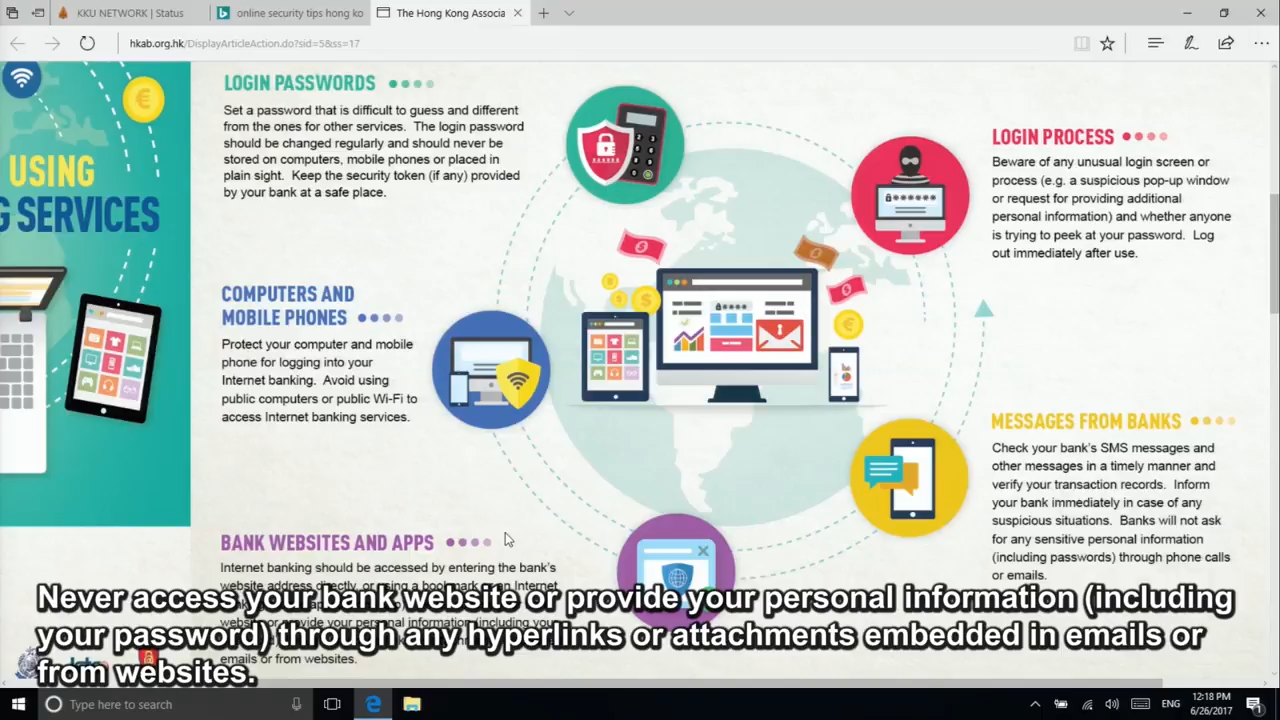 KKU NETWORK | Status
online security tips hong ko
The Hong Kong Associa
hkab.org.hk/DisplayArticleAction.do?sid=5&ss=17
USING
G SERVICES
LOGIN PASSWORDS
Set a password that is difficult to guess and different
from the ones for other services. The login password
should be changed regularly and should never be
stored on computers, mobile phones or placed in
plain sight. Keep the security token (if any) provided
by your bank at a safe place.
LOGIN PROCESS
Beware of any unusual login screen or
process (e.g. a suspicious pop-up window
or request for providing additional
personal information) and whether anyone
is trying to peek at your password. Log
out immediately after use.
COMPUTERS AND
MOBILE PHONES
Protect your computer and mobile
phone for logging into your
Internet banking. Avoid using
public computers or public Wi-Fi to
access Internet banking services.
MESSAGES FROM BANKS
Check your bank's SMS messages and
other messages in a timely manner and
verify your transaction records. Inform
your bank immediately in case of any
suspicious situations. Banks will not ask
for any sensitive personal information
(including passwords) through phone calls
or emails.
BANK WEBSITES AND APPS
Internet banking should be accessed by entering the bank's
website address directly, or using a bookmark or an Internet
emails or from websites.
Never access your bank website or provide your personal information (including
your password) through any hyperlinks or attachments embedded in emails or
from websites.
Type here to search
ENG
12:18 PM
6/26/2017
1